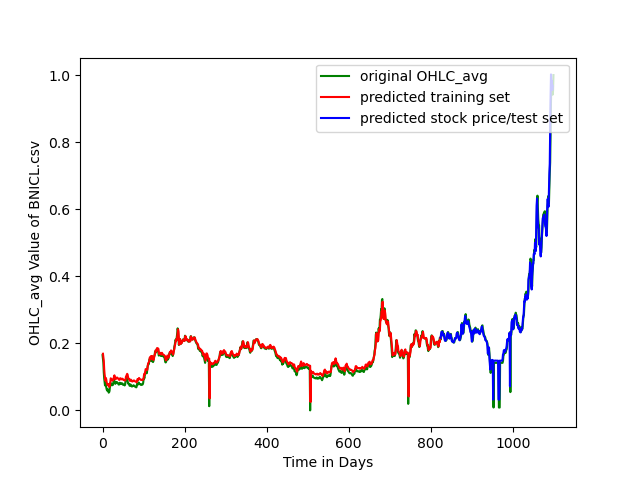 original OHLC_avg
predicted training set
predicted stock price/test set
1.0
0.8
0.6
0.4
0.2
0.0
OHLC_avg Value of BNICL.csv
0 200 400 600 800 1000
Time in Days